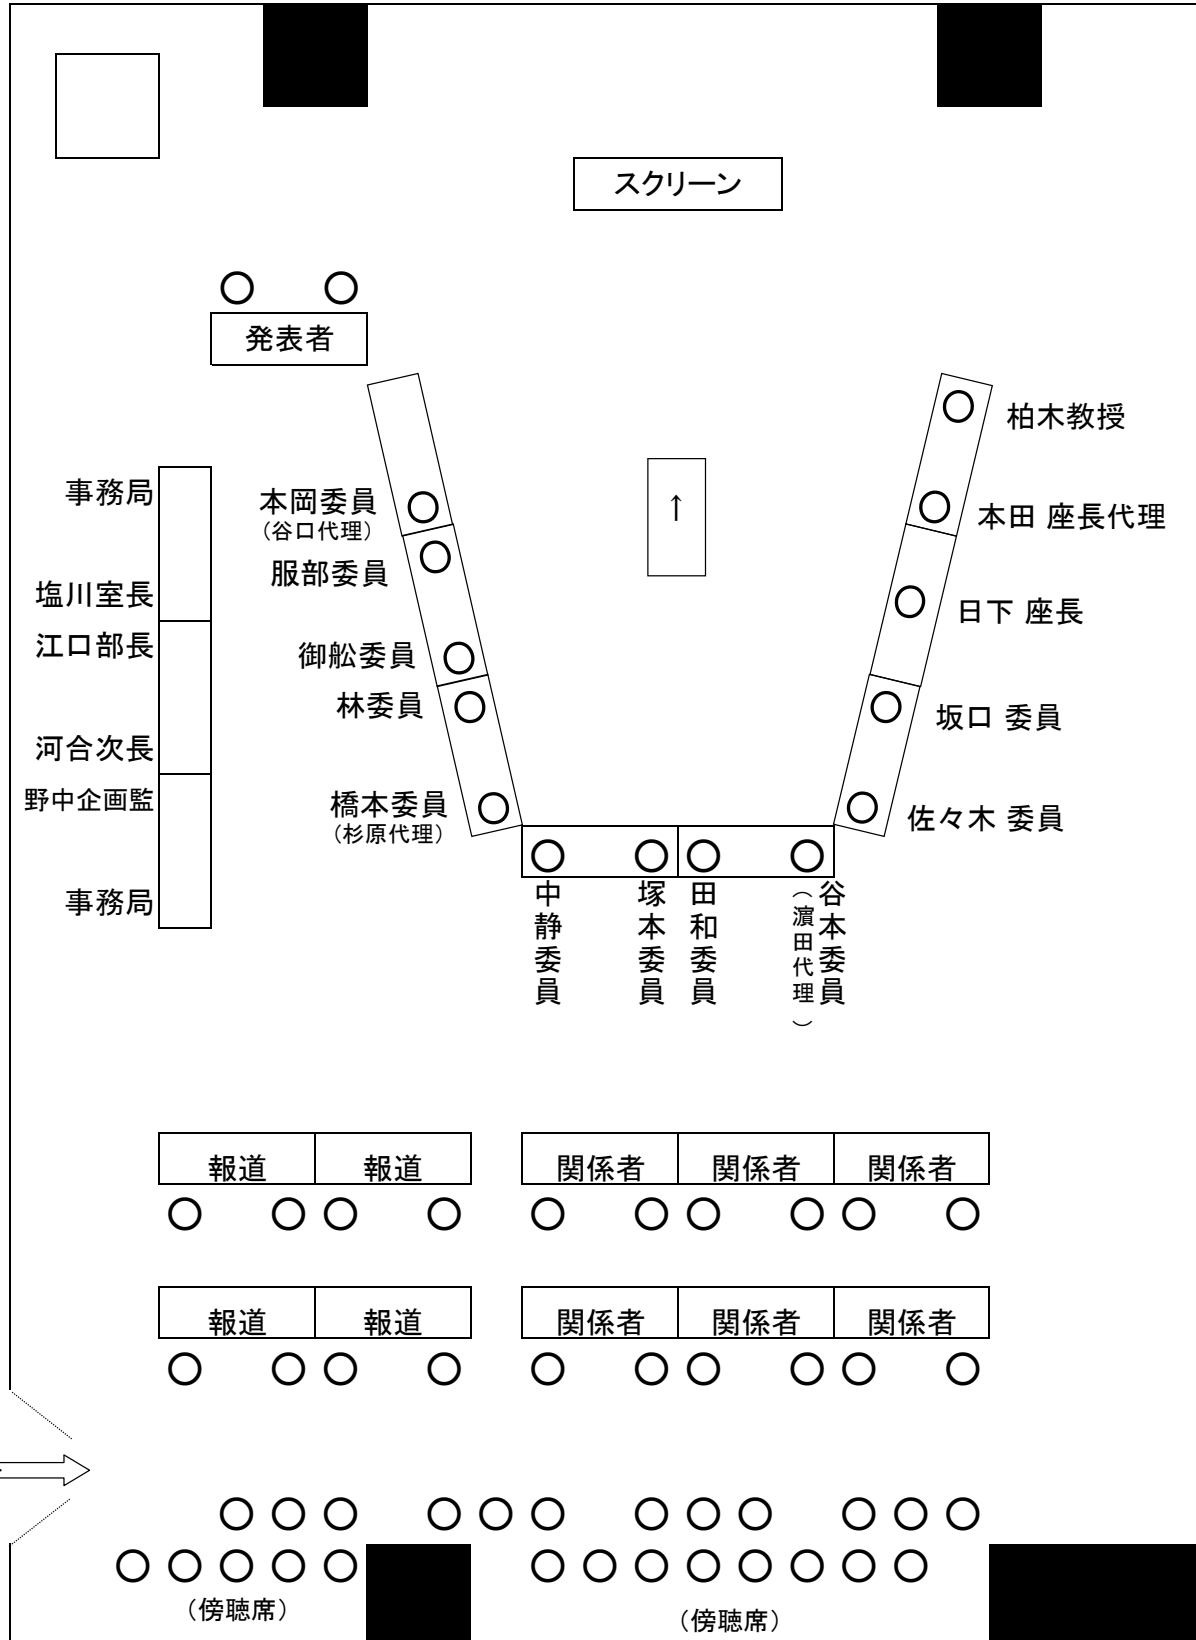 スクリーン
発表者
柏木教授
事務局
本岡委員
(谷口代理)
本田 座長代理
服部委員
塩川室長
日下 座長
江口部長
御舩委員
林委員
坂口 委員
河合次長
野中企画監
橋本委員
(杉原代理)
佐々木 委員
事務局
中静委員
塚本委員
田和委員
谷本委員
(濵田代理)
↑
報道 報道 関係者 関係者 関係者
報道 報道 関係者 関係者 関係者
(傍聴席)
(傍聴席)